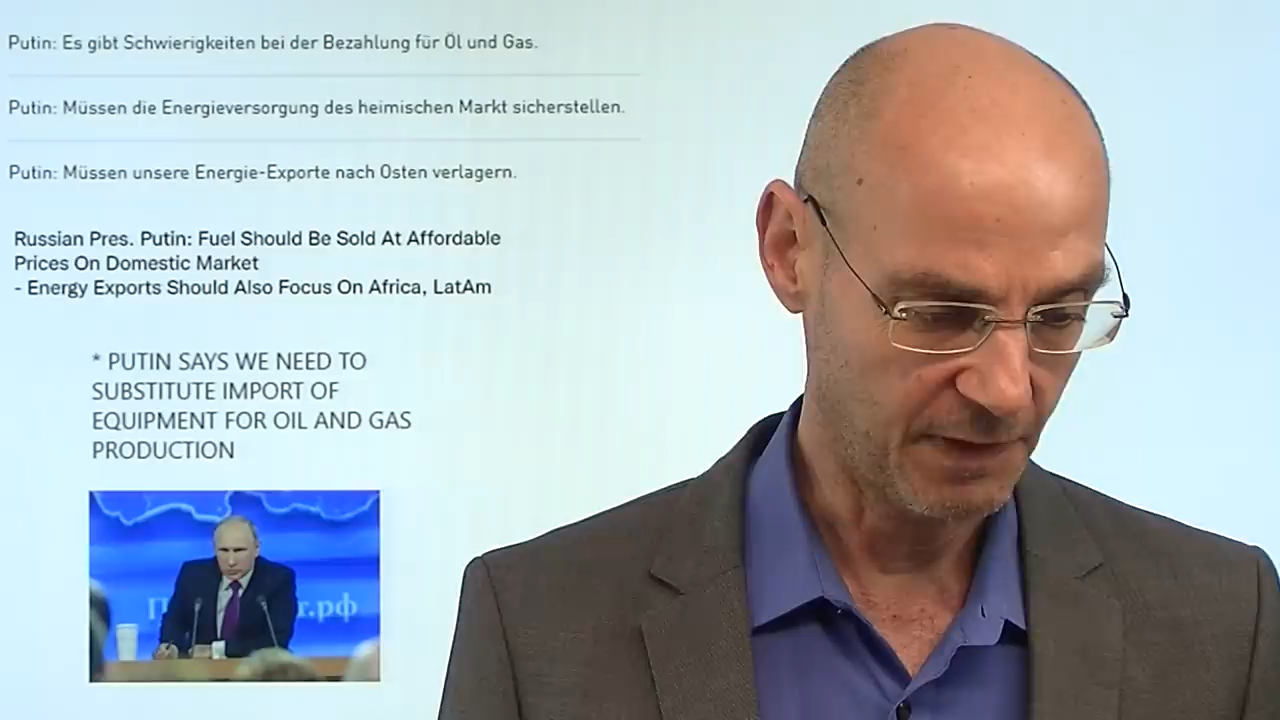 Putin: Es gibt Schwierigkeiten bei der Bezahlung für Öl und Gas.
Putin: Müssen die Energieversorgung des heimischen Markt sicherstellen.
Putin: Müssen unsere Energie-Exporte nach Osten verlagern.
Russian Pres. Putin: Fuel Should Be Sold At Affordable
Prices On Domestic Market
- Energy Exports Should Also Focus On Africa, LatAm
* PUTIN SAYS WE NEED TO
SUBSTITUTE IMPORT OF
EQUIPMENT FOR OIL AND GAS
PRODUCTION
т.рф